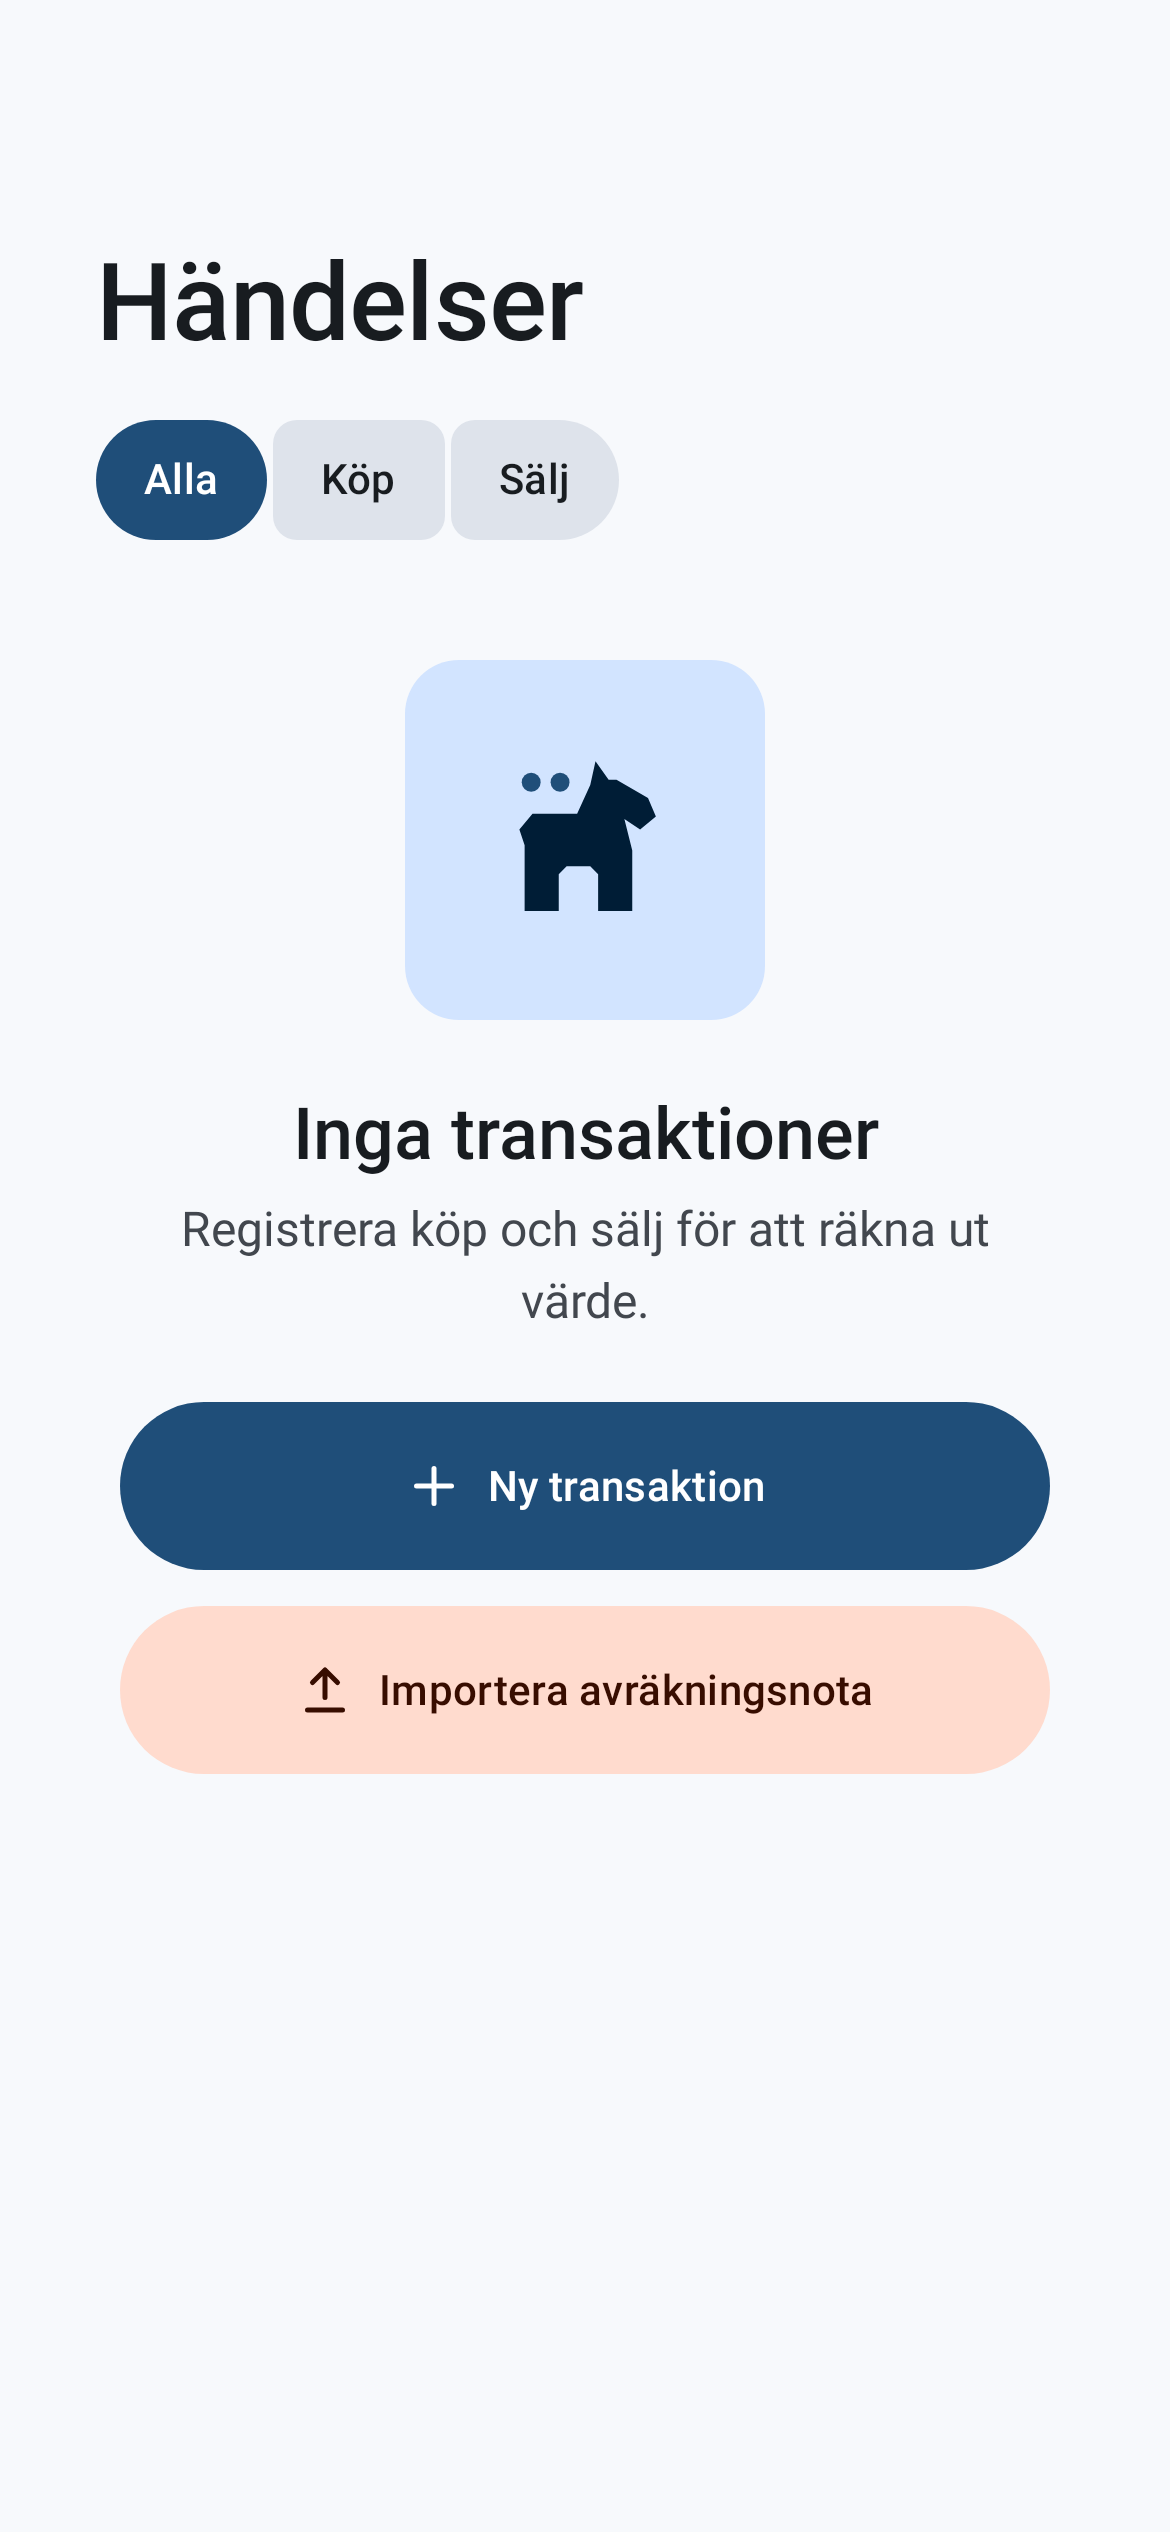 Händelser
Alla
Köp
Sälj
Inga transaktioner
Registrera köp och sälj för att räkna ut
värde.
Ny transaktion
Importera avräkningsnota